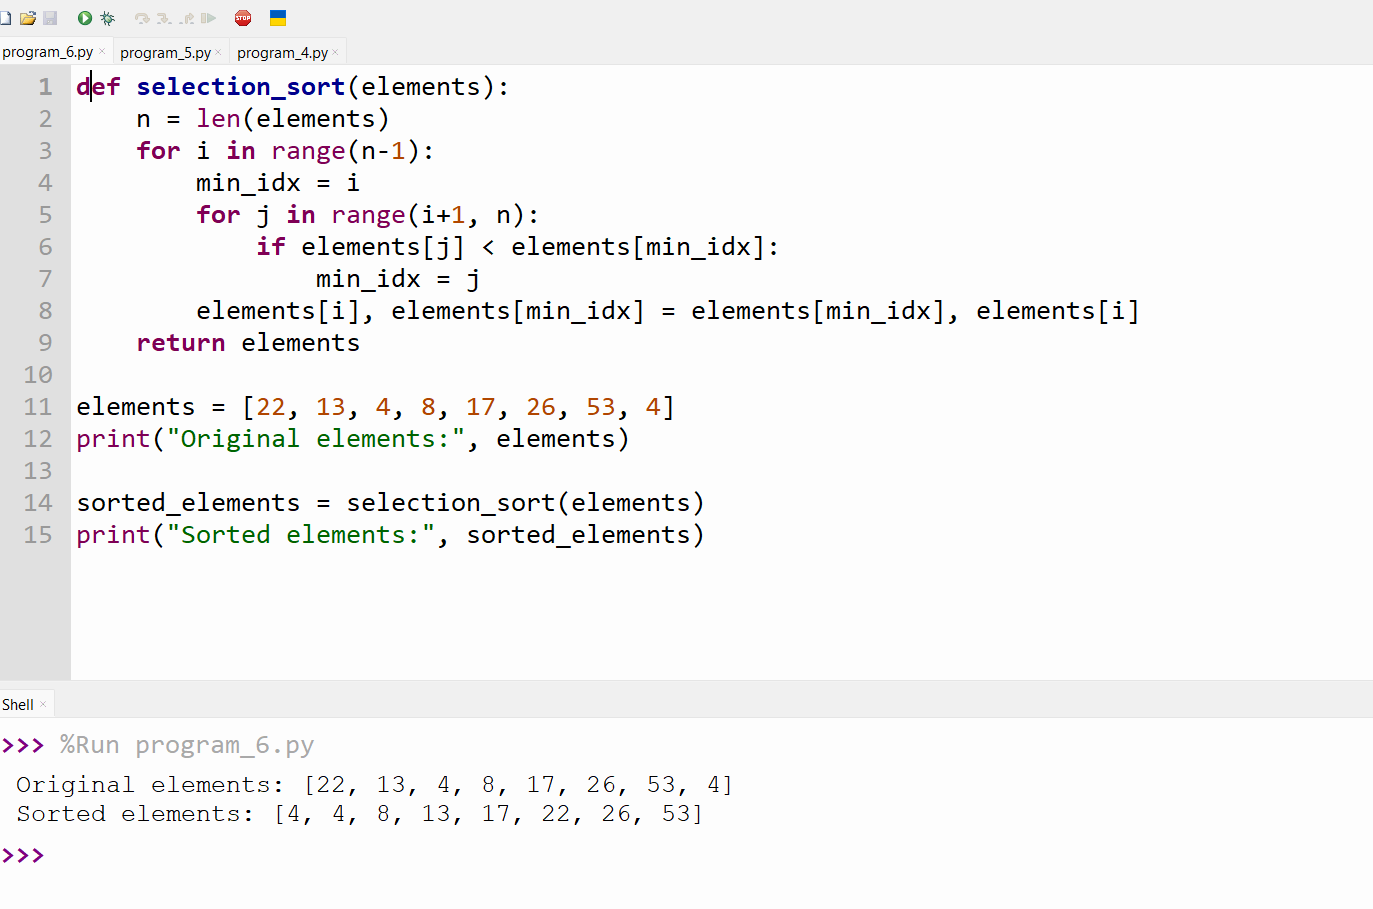 STOP
program_6.py × program_5.py × program_4.py ×
1 def selection_sort(elements):
2     n = len(elements)
3     for i in range(n-1):
4         min_idx = i
5         for j in range(i+1, n):
6             if elements[j] < elements[min_idx]:
7                 min_idx = j
8         elements[i], elements[min_idx] = elements[min_idx], elements[i]
9     return elements
10
11 elements = [22, 13, 4, 8, 17, 26, 53, 4]
12 print("Original elements:", elements)
13
14 sorted_elements = selection_sort(elements)
15 print("Sorted elements:", sorted_elements)
Shell ×
>>> %Run program_6.py
Original elements: [22, 13, 4, 8, 17, 26, 53, 4]
Sorted elements: [4, 4, 8, 13, 17, 22, 26, 53]
>>>